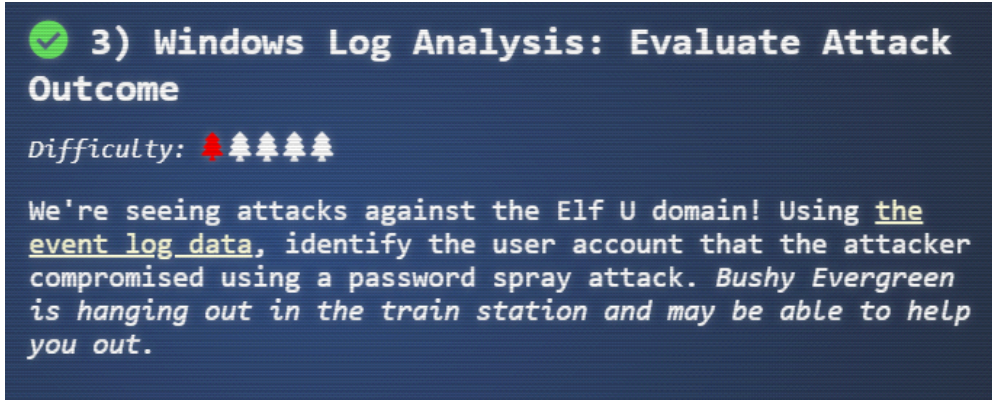 3) Windows Log Analysis: Evaluate Attack
Outcome
Difficulty:
We're seeing attacks against the Elf U domain! Using the
event log data, identify the user account that the attacker
compromised using a password spray attack. Bushy Evergreen
is hanging out in the train station and may be able to help
you out.